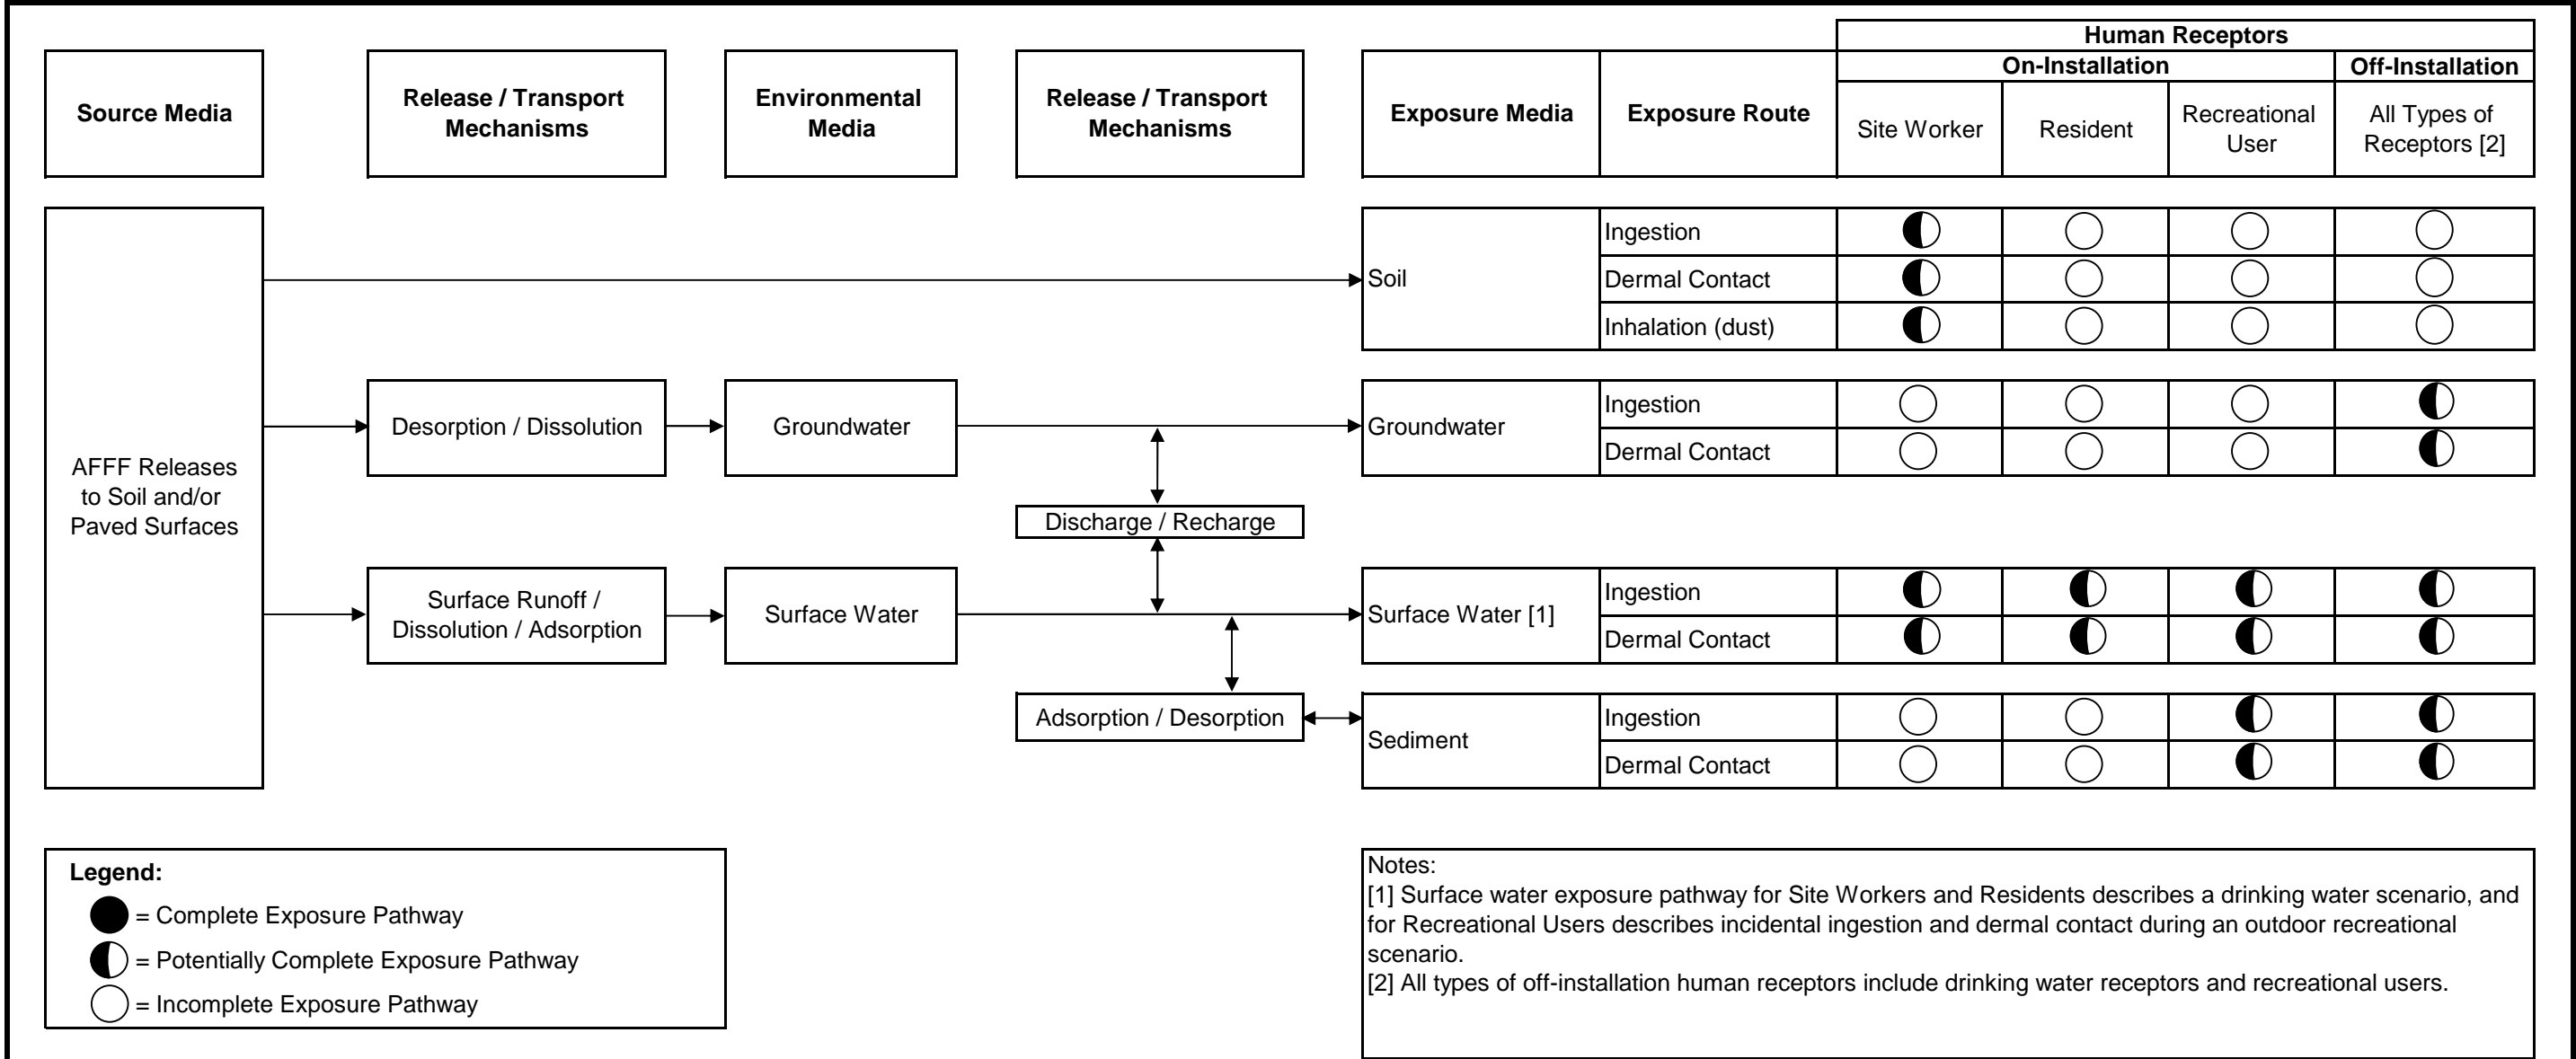 Human Receptors
On-Installation
Off-Installation
Source Media
Release / Transport
Mechanisms
Environmental
Media
Release / Transport
Mechanisms
Exposure Media
Exposure Route
Site Worker
Resident
Recreational
User
All Types of
Receptors [2]
AFFF Releases
to Soil and/or
Paved Surfaces
Soil
Ingestion
Dermal Contact
Inhalation (dust)
Desorption / Dissolution
Groundwater
Groundwater
Ingestion
Dermal Contact
Discharge / Recharge
Surface Runoff /
Dissolution / Adsorption
Surface Water
Surface Water [1]
Ingestion
Dermal Contact
Adsorption / Desorption
Sediment
Ingestion
Dermal Contact
Legend:
= Complete Exposure Pathway
= Potentially Complete Exposure Pathway
= Incomplete Exposure Pathway
Notes:
[1] Surface water exposure pathway for Site Workers and Residents describes a drinking water scenario, and
for Recreational Users describes incidental ingestion and dermal contact during an outdoor recreational
scenario.
[2] All types of off-installation human receptors include drinking water receptors and recreational users.